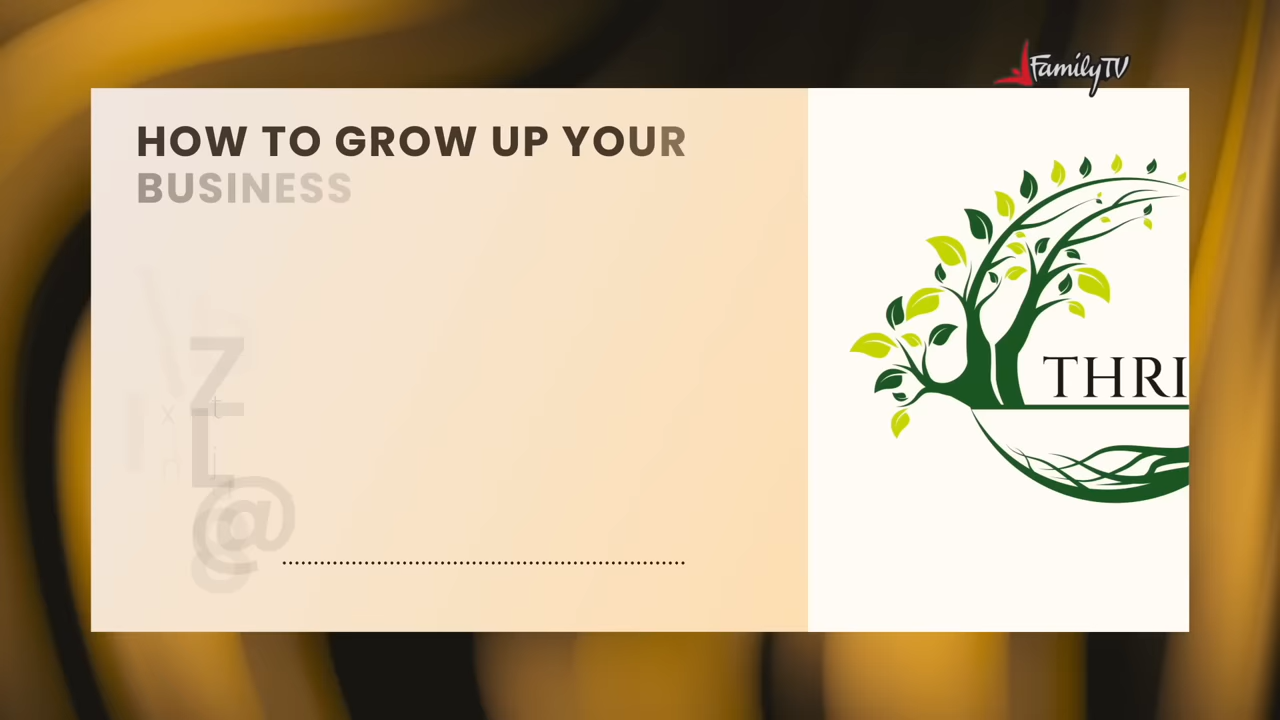 FamilyTV
HOW TO GROW UP YOUR
BUSINESS
THRI
Z
x t
L
n j
@